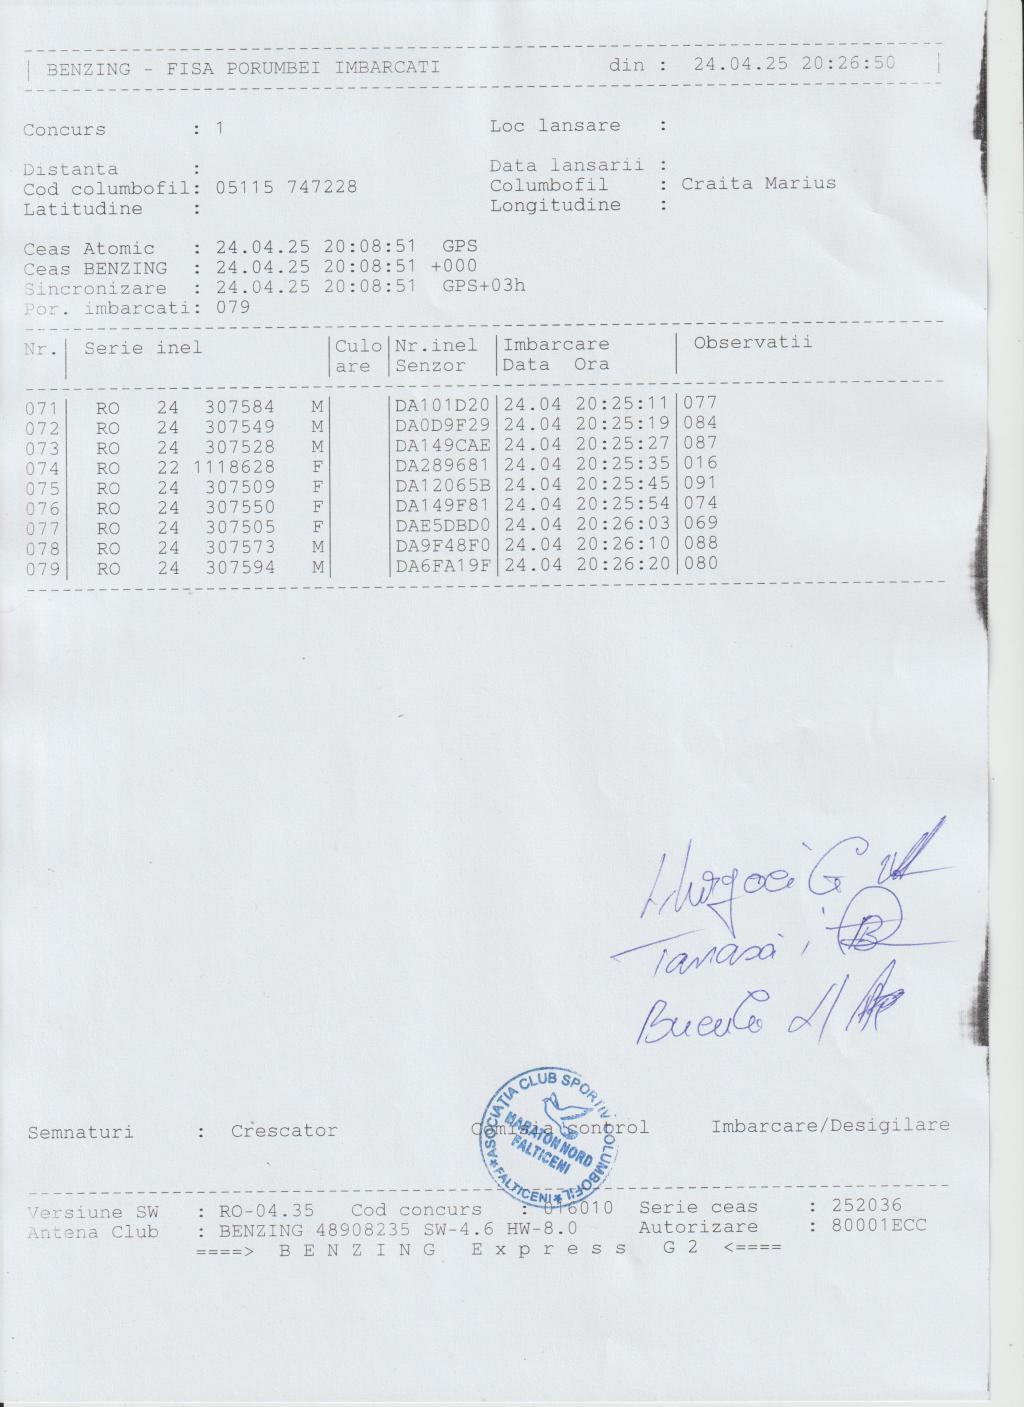 BENZING - FISA PORUMBEI IMBARCATI din : 24.04.25 20:26:50
Concurs : 1 Loc lansare :
Distanta : Data lansarii :
Cod columbofil: 05115 747228 Columbofil : Craita Marius
Latitudine : Longitudine :
Ceas Atomic : 24.04.25 20:08:51 GPS
Ceas BENZING : 24.04.25 20:08:51 +000
Sincronizare : 24.04.25 20:08:51 GPS+03h
Por. imbarcati: 079
Nr.| Serie inel |Culo|Nr.inel |Imbarcare | Observatii
| |are |Senzor |Data Ora |
071| RO 24 307584 M| |DA101D20|24.04 20:25:11|077
072| RO 24 307549 M| |DA0D9F29|24.04 20:25:19|084
073| RO 24 307528 M| |DA149CAE|24.04 20:25:27|087
074| RO 22 1118628 F| |DA289681|24.04 20:25:35|016
075| RO 24 307509 F| |DA12065B|24.04 20:25:45|091
076| RO 24 307550 F| |DA149F81|24.04 20:25:54|074
077| RO 24 307505 F| |DAE5DBD0|24.04 20:26:03|069
078| RO 24 307573 M| |DA9F48F0|24.04 20:26:10|088
079| RO 24 307594 M| |DA6FA19F|24.04 20:26:20|080
G
Tanasa i B
ASOCIATIA CLUB SPORTIV COLUMBOFIL
MARATON NORD
FALTICENI
*FALTICENI*
Semnaturi : Crescator Comisia control Imbarcare/Desigilare
Versiune SW : RO-04.35 Cod concurs : 016010 Serie ceas : 252036
Antena Club : BENZING 48908235 SW-4.6 HW-8.0 Autorizare : 80001ECC
====> B E N Z I N G E x p r e s s G 2 <====